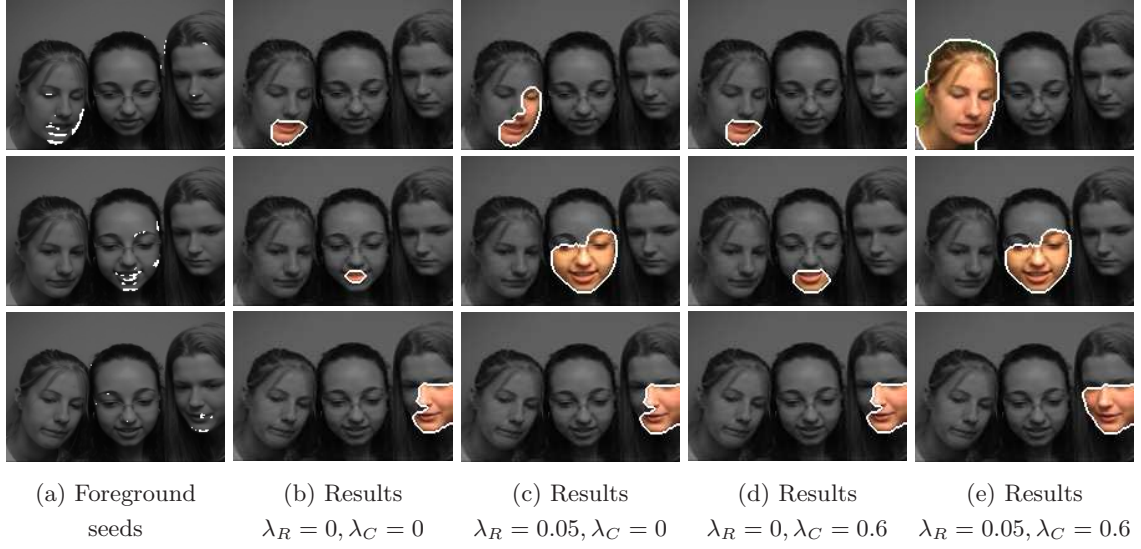 (a) Foreground
seeds
(b) Results
λ_R = 0, λ_C = 0
(c) Results
λ_R = 0.05, λ_C = 0
(d) Results
λ_R = 0, λ_C = 0.6
(e) Results
λ_R = 0.05, λ_C = 0.6